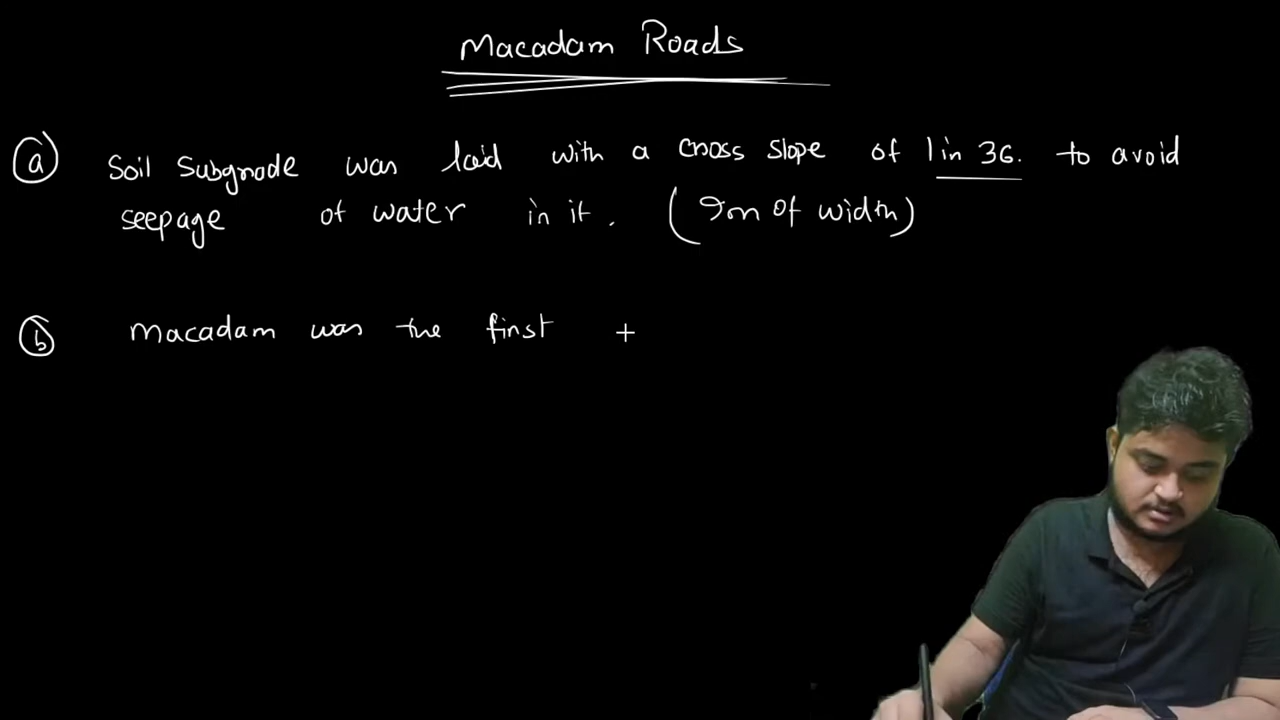 Macadam Roads
(a) Soil Subgrade was laid with a cross slope of 1 in 36. to avoid
seepage of water in it. (9m of width)
(b) Macadam was the first t